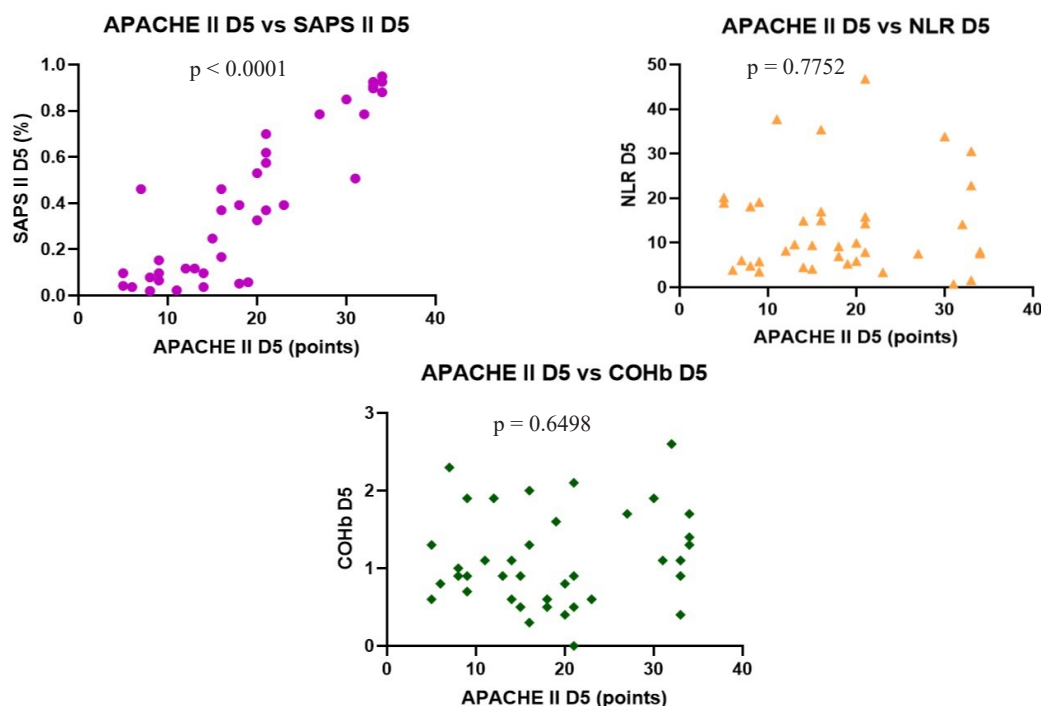 APACHE II D5 vs SAPS II D5
p < 0.0001
SAPS II D5 (%)
1.0
0.8
0.6
0.4
0.2
0.0
0 10 20 30 40
APACHE II D5 (points)
APACHE II D5 vs NLR D5
p = 0.7752
NLR D5
50
40
30
20
10
0
0 10 20 30 40
APACHE II D5 (points)
APACHE II D5 vs COHb D5
p = 0.6498
COHb D5
3
2
1
0
0 10 20 30 40
APACHE II D5 (points)